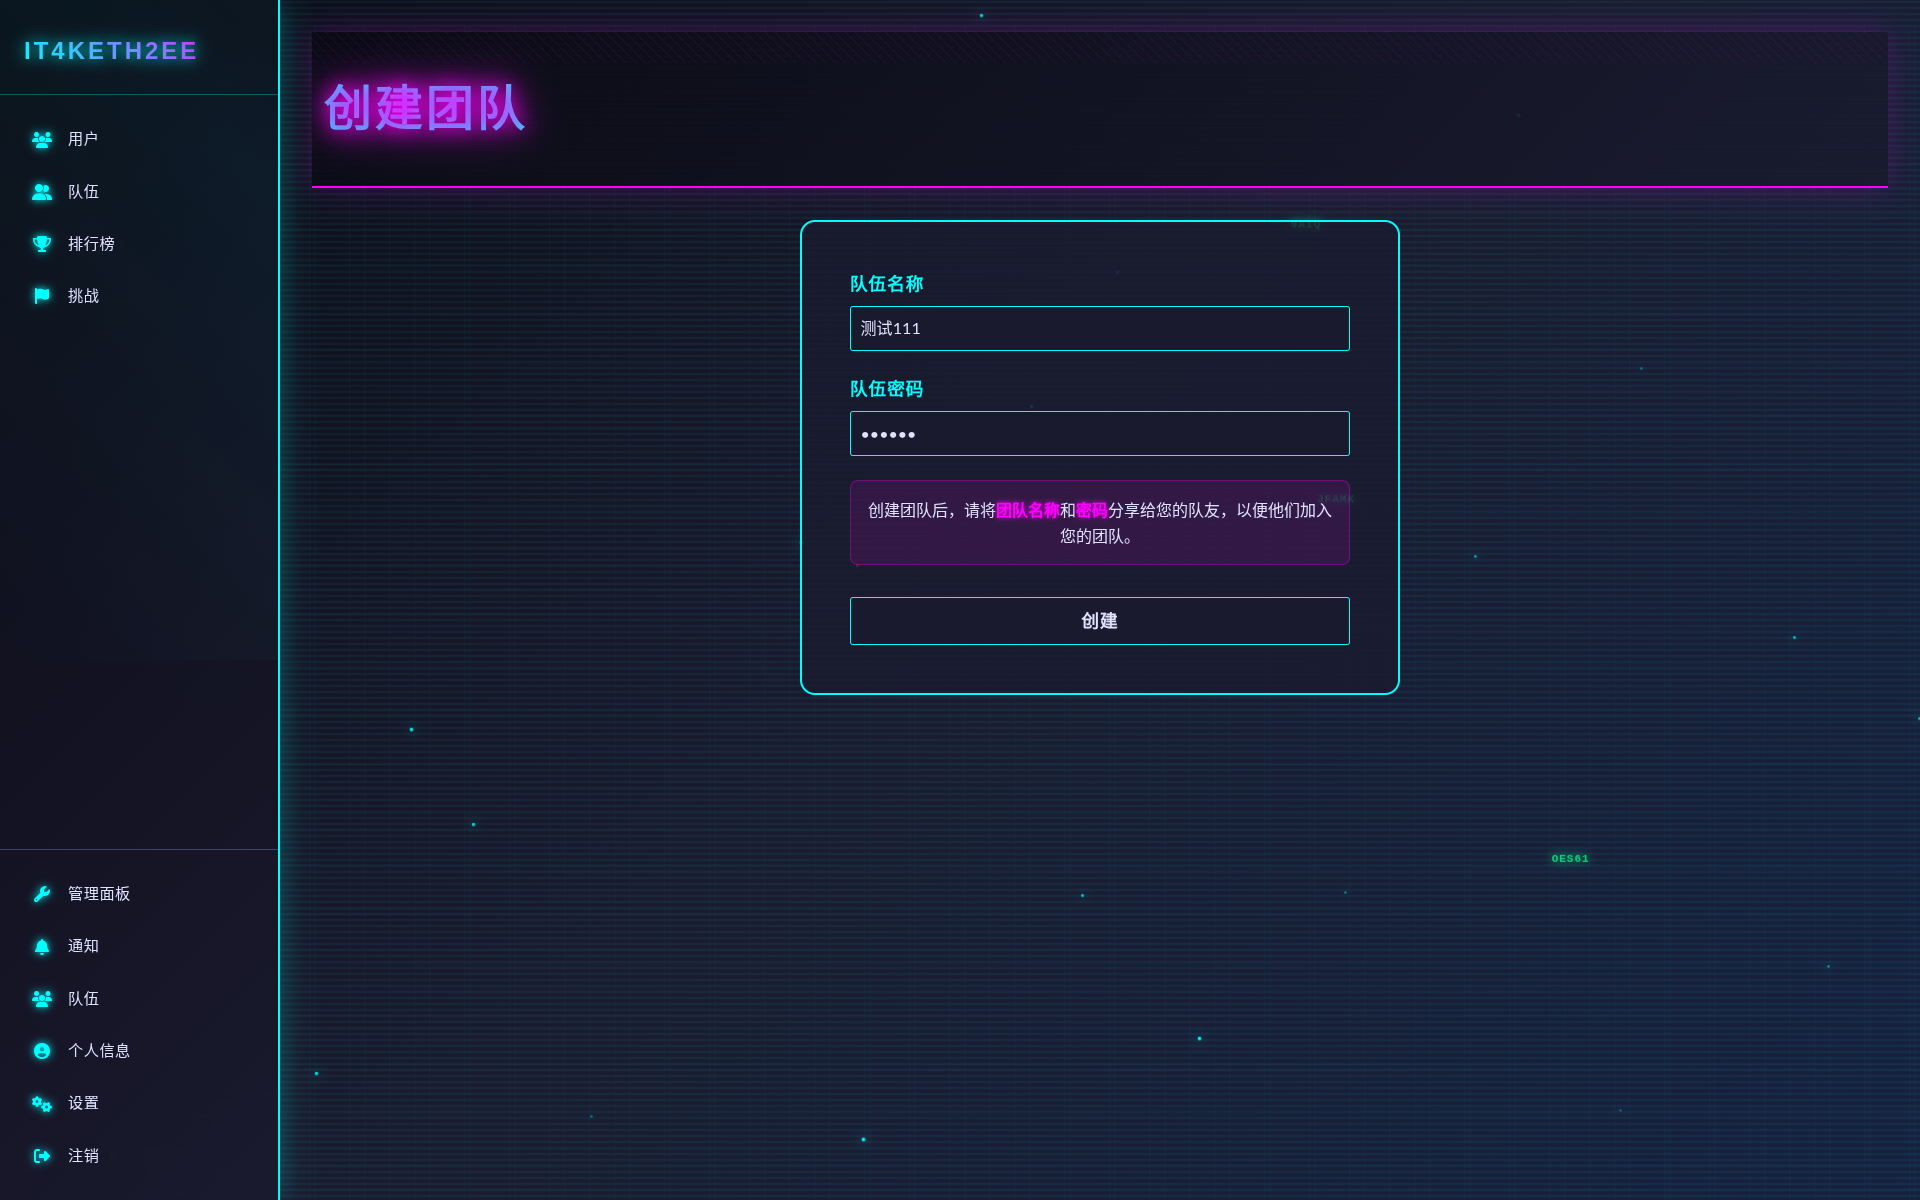 IT4KETH2EE
用户
队伍
排行榜
挑战
管理面板
通知
队伍
个人信息
设置
注销
创建团队
队伍名称
测试111
队伍密码
••••••
创建团队后，请将团队名称和密码分享给您的队友，以便他们加入
您的团队。
创建
OES61